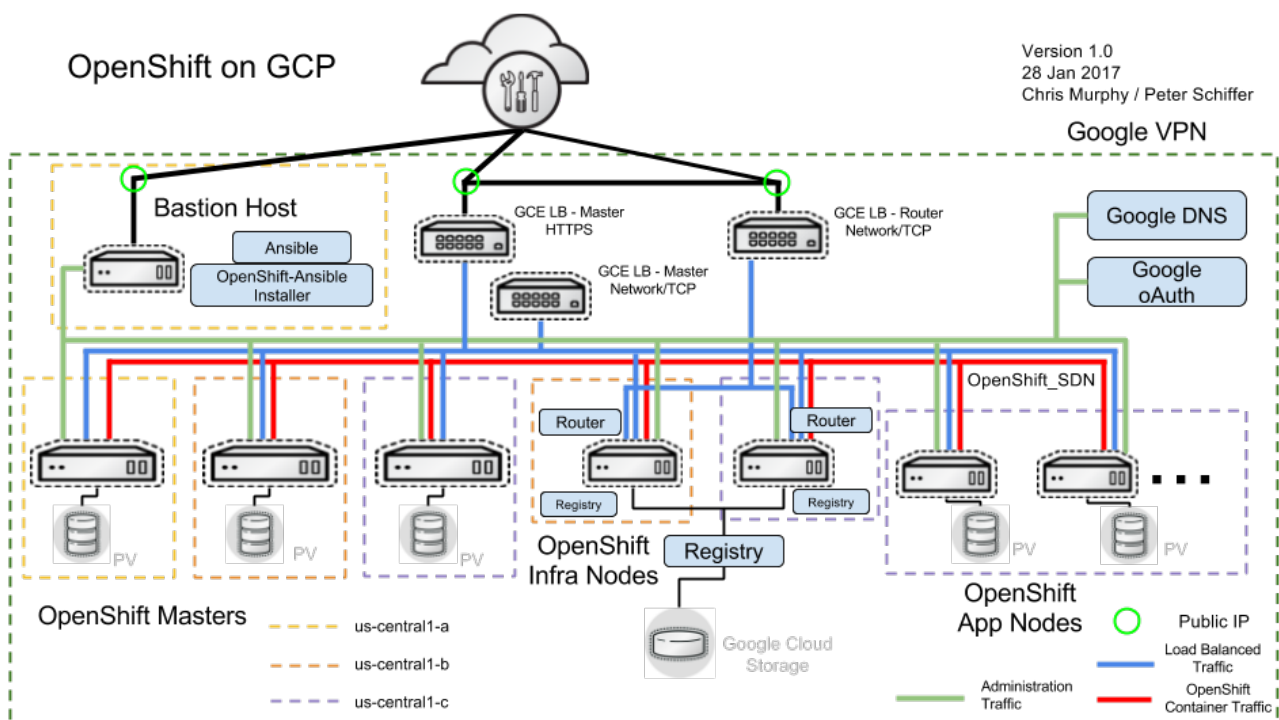 OpenShift on GCP
Version 1.0
28 Jan 2017
Chris Murphy / Peter Schiffer
Google VPN
Bastion Host
Ansible
OpenShift-Ansible
Installer
GCE LB - Master
HTTPS
GCE LB - Master
Network/TCP
GCE LB - Router
Network/TCP
Google DNS
Google
oAuth
OpenShift_SDN
Router
Router
Registry
Registry
PV
PV
PV
PV
PV
OpenShift Masters
OpenShift
Infra Nodes
Registry
Google Cloud
Storage
OpenShift
App Nodes
us-central1-a
us-central1-b
us-central1-c
Public IP
Load Balanced
Traffic
Administration
Traffic
OpenShift
Container Traffic